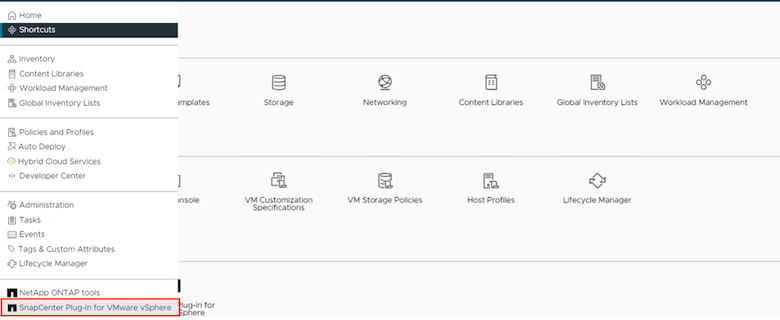 Home
Shortcuts
Inventory
Content Libraries
Workload Management
Global Inventory Lists
Policies and Profiles
Auto Deploy
Hybrid Cloud Services
Developer Center
Administration
Tasks
Events
Tags & Custom Attributes
Lifecycle Manager
NetApp ONTAP tools
SnapCenter Plug-in for VMware vSphere
emplates
Storage
Networking
Content Libraries
Global Inventory Lists
Workload Management
onsole
VM Customization
Specifications
VM Storage Policies
Host Profiles
Lifecycle Manager
Plug-in for
Sphere